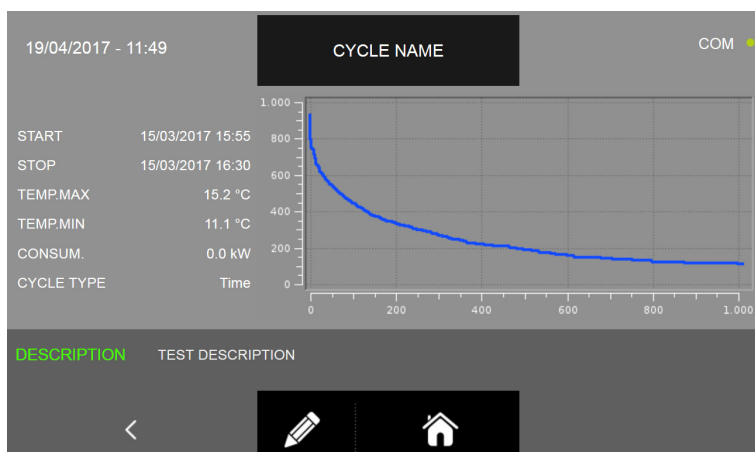 19/04/2017 - 11:49
CYCLE NAME
COM
START 15/03/2017 15:55
STOP 15/03/2017 16:30
TEMP.MAX 15.2 °C
TEMP.MIN 11.1 °C
CONSUM. 0.0 kW
CYCLE TYPE Time
1.000
800
600
400
200
0
0 200 400 600 800 1.000
DESCRIPTION TEST DESCRIPTION